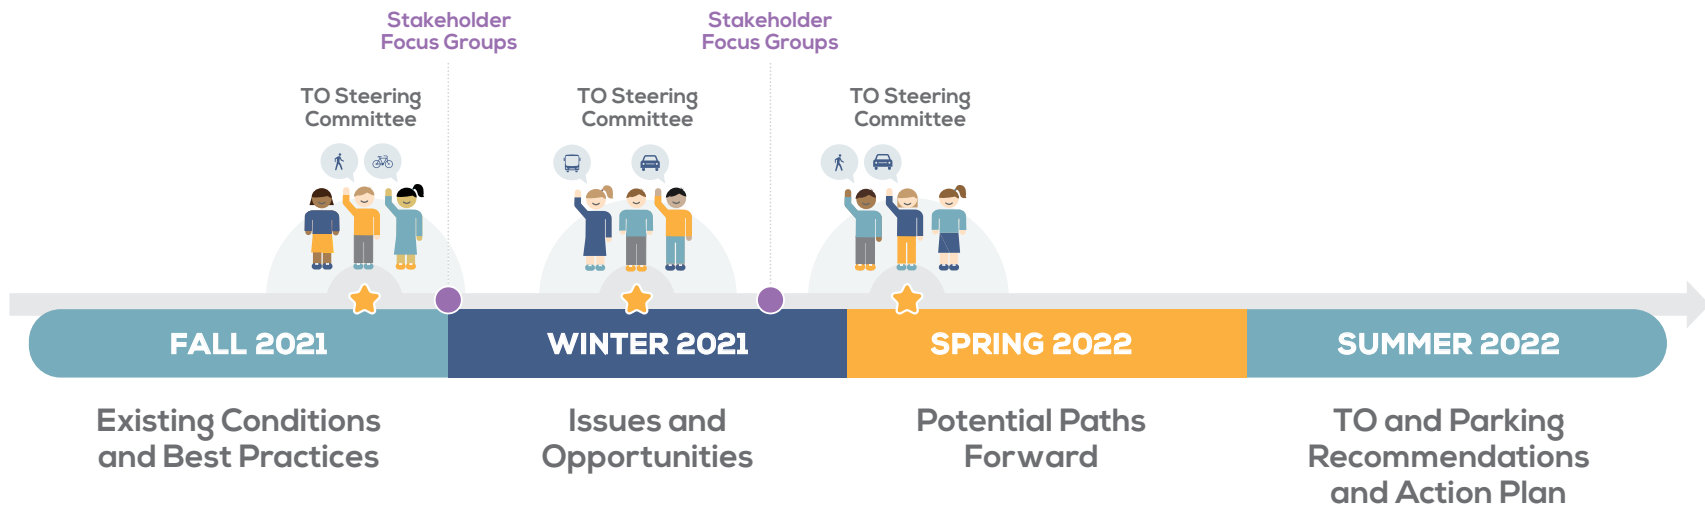 Stakeholder
Focus Groups
Stakeholder
Focus Groups
TO Steering
Committee
TO Steering
Committee
TO Steering
Committee
FALL 2021
WINTER 2021
SPRING 2022
SUMMER 2022
Existing Conditions
and Best Practices
Issues and
Opportunities
Potential Paths
Forward
TO and Parking
Recommendations
and Action Plan